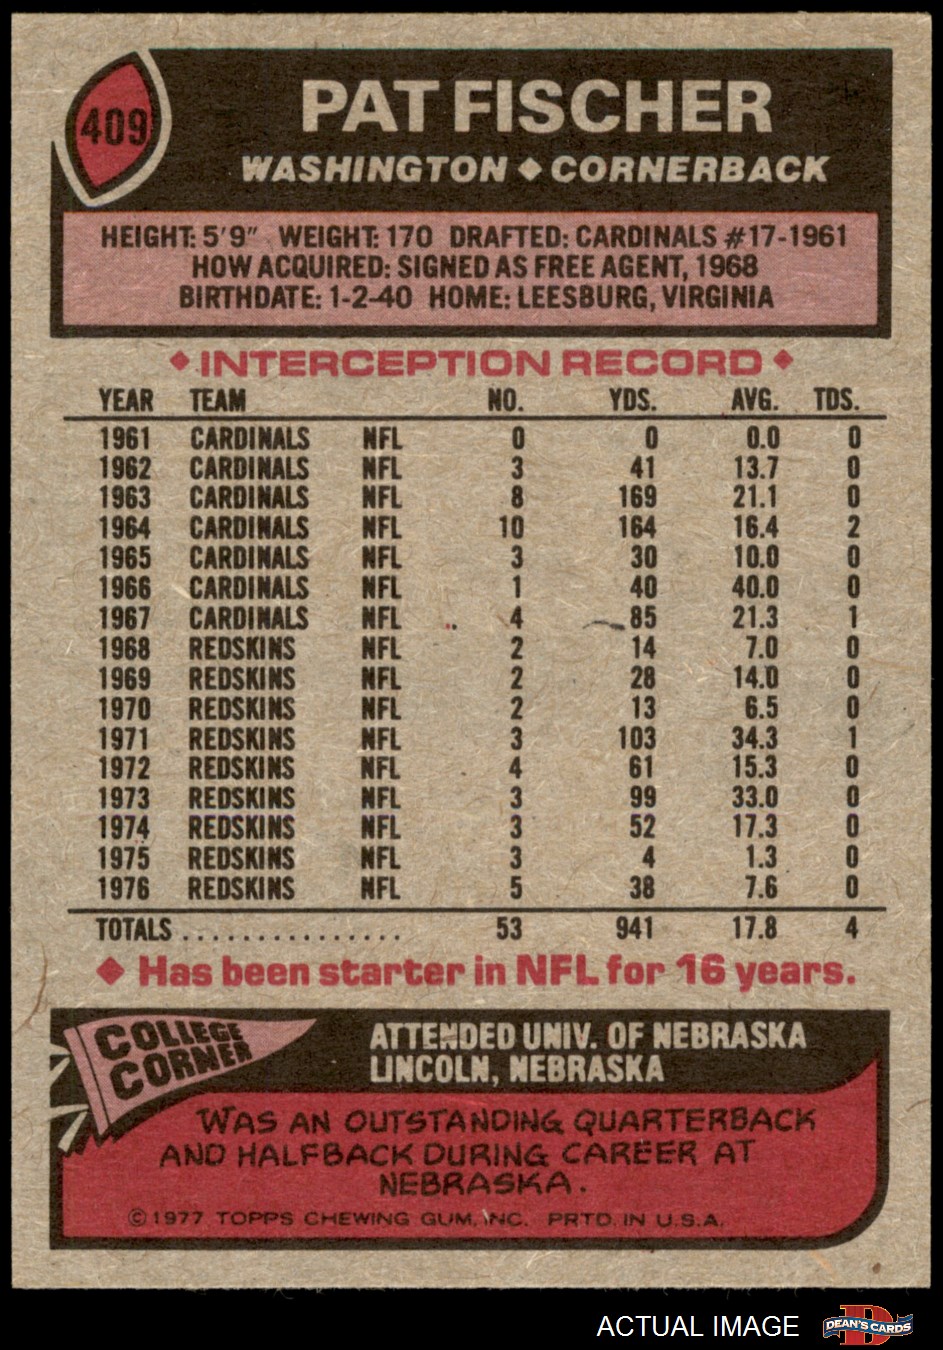 409
PAT FISCHER
WASHINGTON ◆ CORNERBACK
HEIGHT: 5'9" WEIGHT: 170 DRAFTED: CARDINALS #17-1961
HOW ACQUIRED: SIGNED AS FREE AGENT, 1968
BIRTHDATE: 1-2-40 HOME: LEESBURG, VIRGINIA
◆ INTERCEPTION RECORD ◆
YEAR TEAM NO. YDS. AVG. TDS.
1961 CARDINALS NFL 0 0 0.0 0
1962 CARDINALS NFL 3 41 13.7 0
1963 CARDINALS NFL 8 169 21.1 0
1964 CARDINALS NFL 10 164 16.4 2
1965 CARDINALS NFL 3 30 10.0 0
1966 CARDINALS NFL 1 40 40.0 0
1967 CARDINALS NFL 4 85 21.3 1
1968 REDSKINS NFL 2 14 7.0 0
1969 REDSKINS NFL 2 28 14.0 0
1970 REDSKINS NFL 2 13 6.5 0
1971 REDSKINS NFL 3 103 34.3 1
1972 REDSKINS NFL 4 61 15.3 0
1973 REDSKINS NFL 3 99 33.0 0
1974 REDSKINS NFL 3 52 17.3 0
1975 REDSKINS NFL 3 4 1.3 0
1976 REDSKINS NFL 5 38 7.6 0
TOTALS ............... 53 941 17.8 4
◆ Has been starter in NFL for 16 years.
COLLEGE
CORNER
ATTENDED UNIV. OF NEBRASKA
LINCOLN, NEBRASKA
WAS AN OUTSTANDING QUARTERBACK
AND HALFBACK DURING CAREER AT
NEBRASKA.
© 1977 TOPPS CHEWING GUM, INC. PRTD. IN U.S.A.
ACTUAL IMAGE
D
DEAN'S CARDS